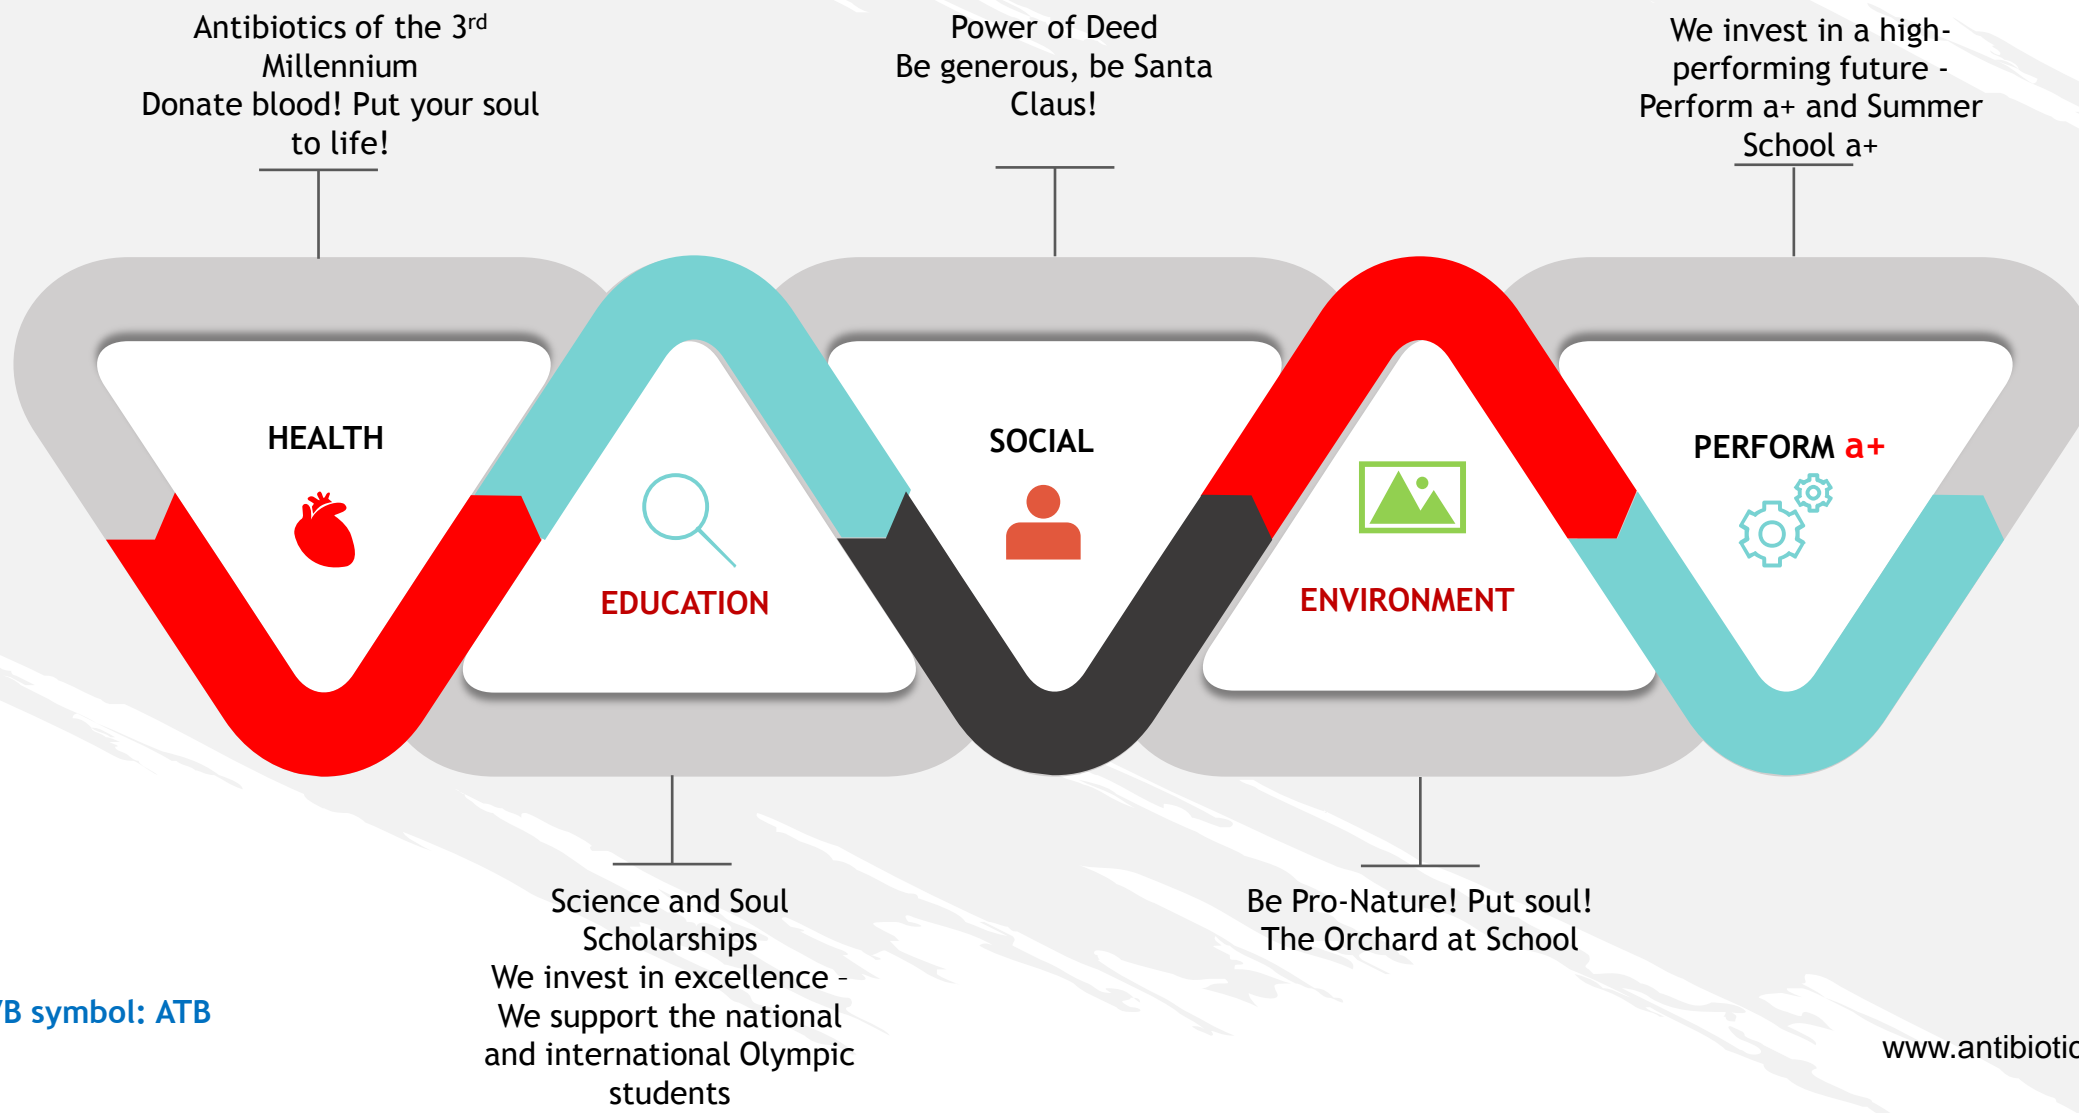 Antibiotics of the 3rd
Millennium
Donate blood! Put your soul
to life!
Power of Deed
Be generous, be Santa
Claus!
We invest in a high-
performing future -
Perform a+ and Summer
School a+
HEALTH
EDUCATION
SOCIAL
ENVIRONMENT
PERFORM a+
Science and Soul
Scholarships
We invest in excellence –
We support the national
and international Olympic
students
Be Pro-Nature! Put soul!
The Orchard at School
symbol: ATB